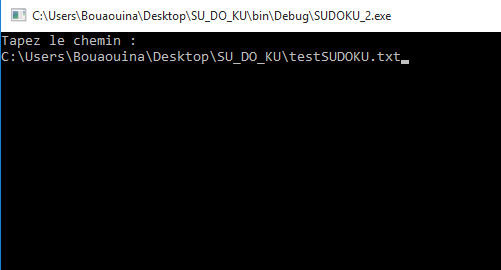 C:\Users\Bouaouina\Desktop\SU_DO_KU\bin\Debug\SUDOKU_2.exe
Tapez le chemin :
C:\Users\Bouaouina\Desktop\SU_DO_KU\testSUDOKU.txt